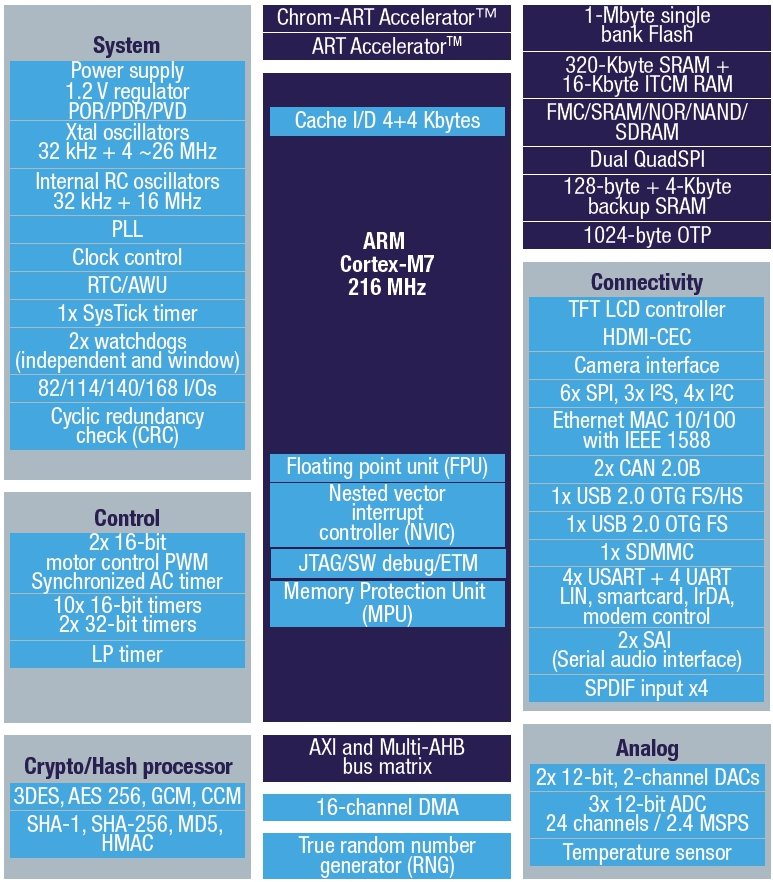 System
Power supply
1.2 V regulator
POR/PDR/PVD
Xtal oscillators
32 kHz + 4 ~26 MHz
Internal RC oscillators
32 kHz + 16 MHz
PLL
Clock control
RTC/AWU
1x SysTick timer
2x watchdogs
(independent and window)
82/114/140/168 I/Os
Cyclic redundancy
check (CRC)
Control
2x 16-bit
motor control PWM
Synchronized AC timer
10x 16-bit timers
2x 32-bit timers
LP timer
Crypto/Hash processor
3DES, AES 256, GCM, CCM
SHA-1, SHA-256, MD5,
HMAC
Chrom-ART Accelerator™
ART Accelerator™
Cache I/D 4+4 Kbytes
ARM
Cortex-M7
216 MHz
Floating point unit (FPU)
Nested vector
interrupt
controller (NVIC)
JTAG/SW debug/ETM
Memory Protection Unit
(MPU)
AXI and Multi-AHB
bus matrix
16-channel DMA
True random number
generator (RNG)
1-Mbyte single
bank Flash
320-Kbyte SRAM +
16-Kbyte ITCM RAM
FMC/SRAM/NOR/NAND/
SDRAM
Dual QuadSPI
128-byte + 4-Kbyte
backup SRAM
1024-byte OTP
Connectivity
TFT LCD controller
HDMI-CEC
Camera interface
6x SPI, 3x I²S, 4x I²C
Ethernet MAC 10/100
with IEEE 1588
2x CAN 2.0B
1x USB 2.0 OTG FS/HS
1x USB 2.0 OTG FS
1x SDMMC
4x USART + 4 UART
LIN, smartcard, IrDA,
modem control
2x SAI
(Serial audio interface)
SPDIF input x4
Analog
2x 12-bit, 2-channel DACs
3x 12-bit ADC
24 channels / 2.4 MSPS
Temperature sensor